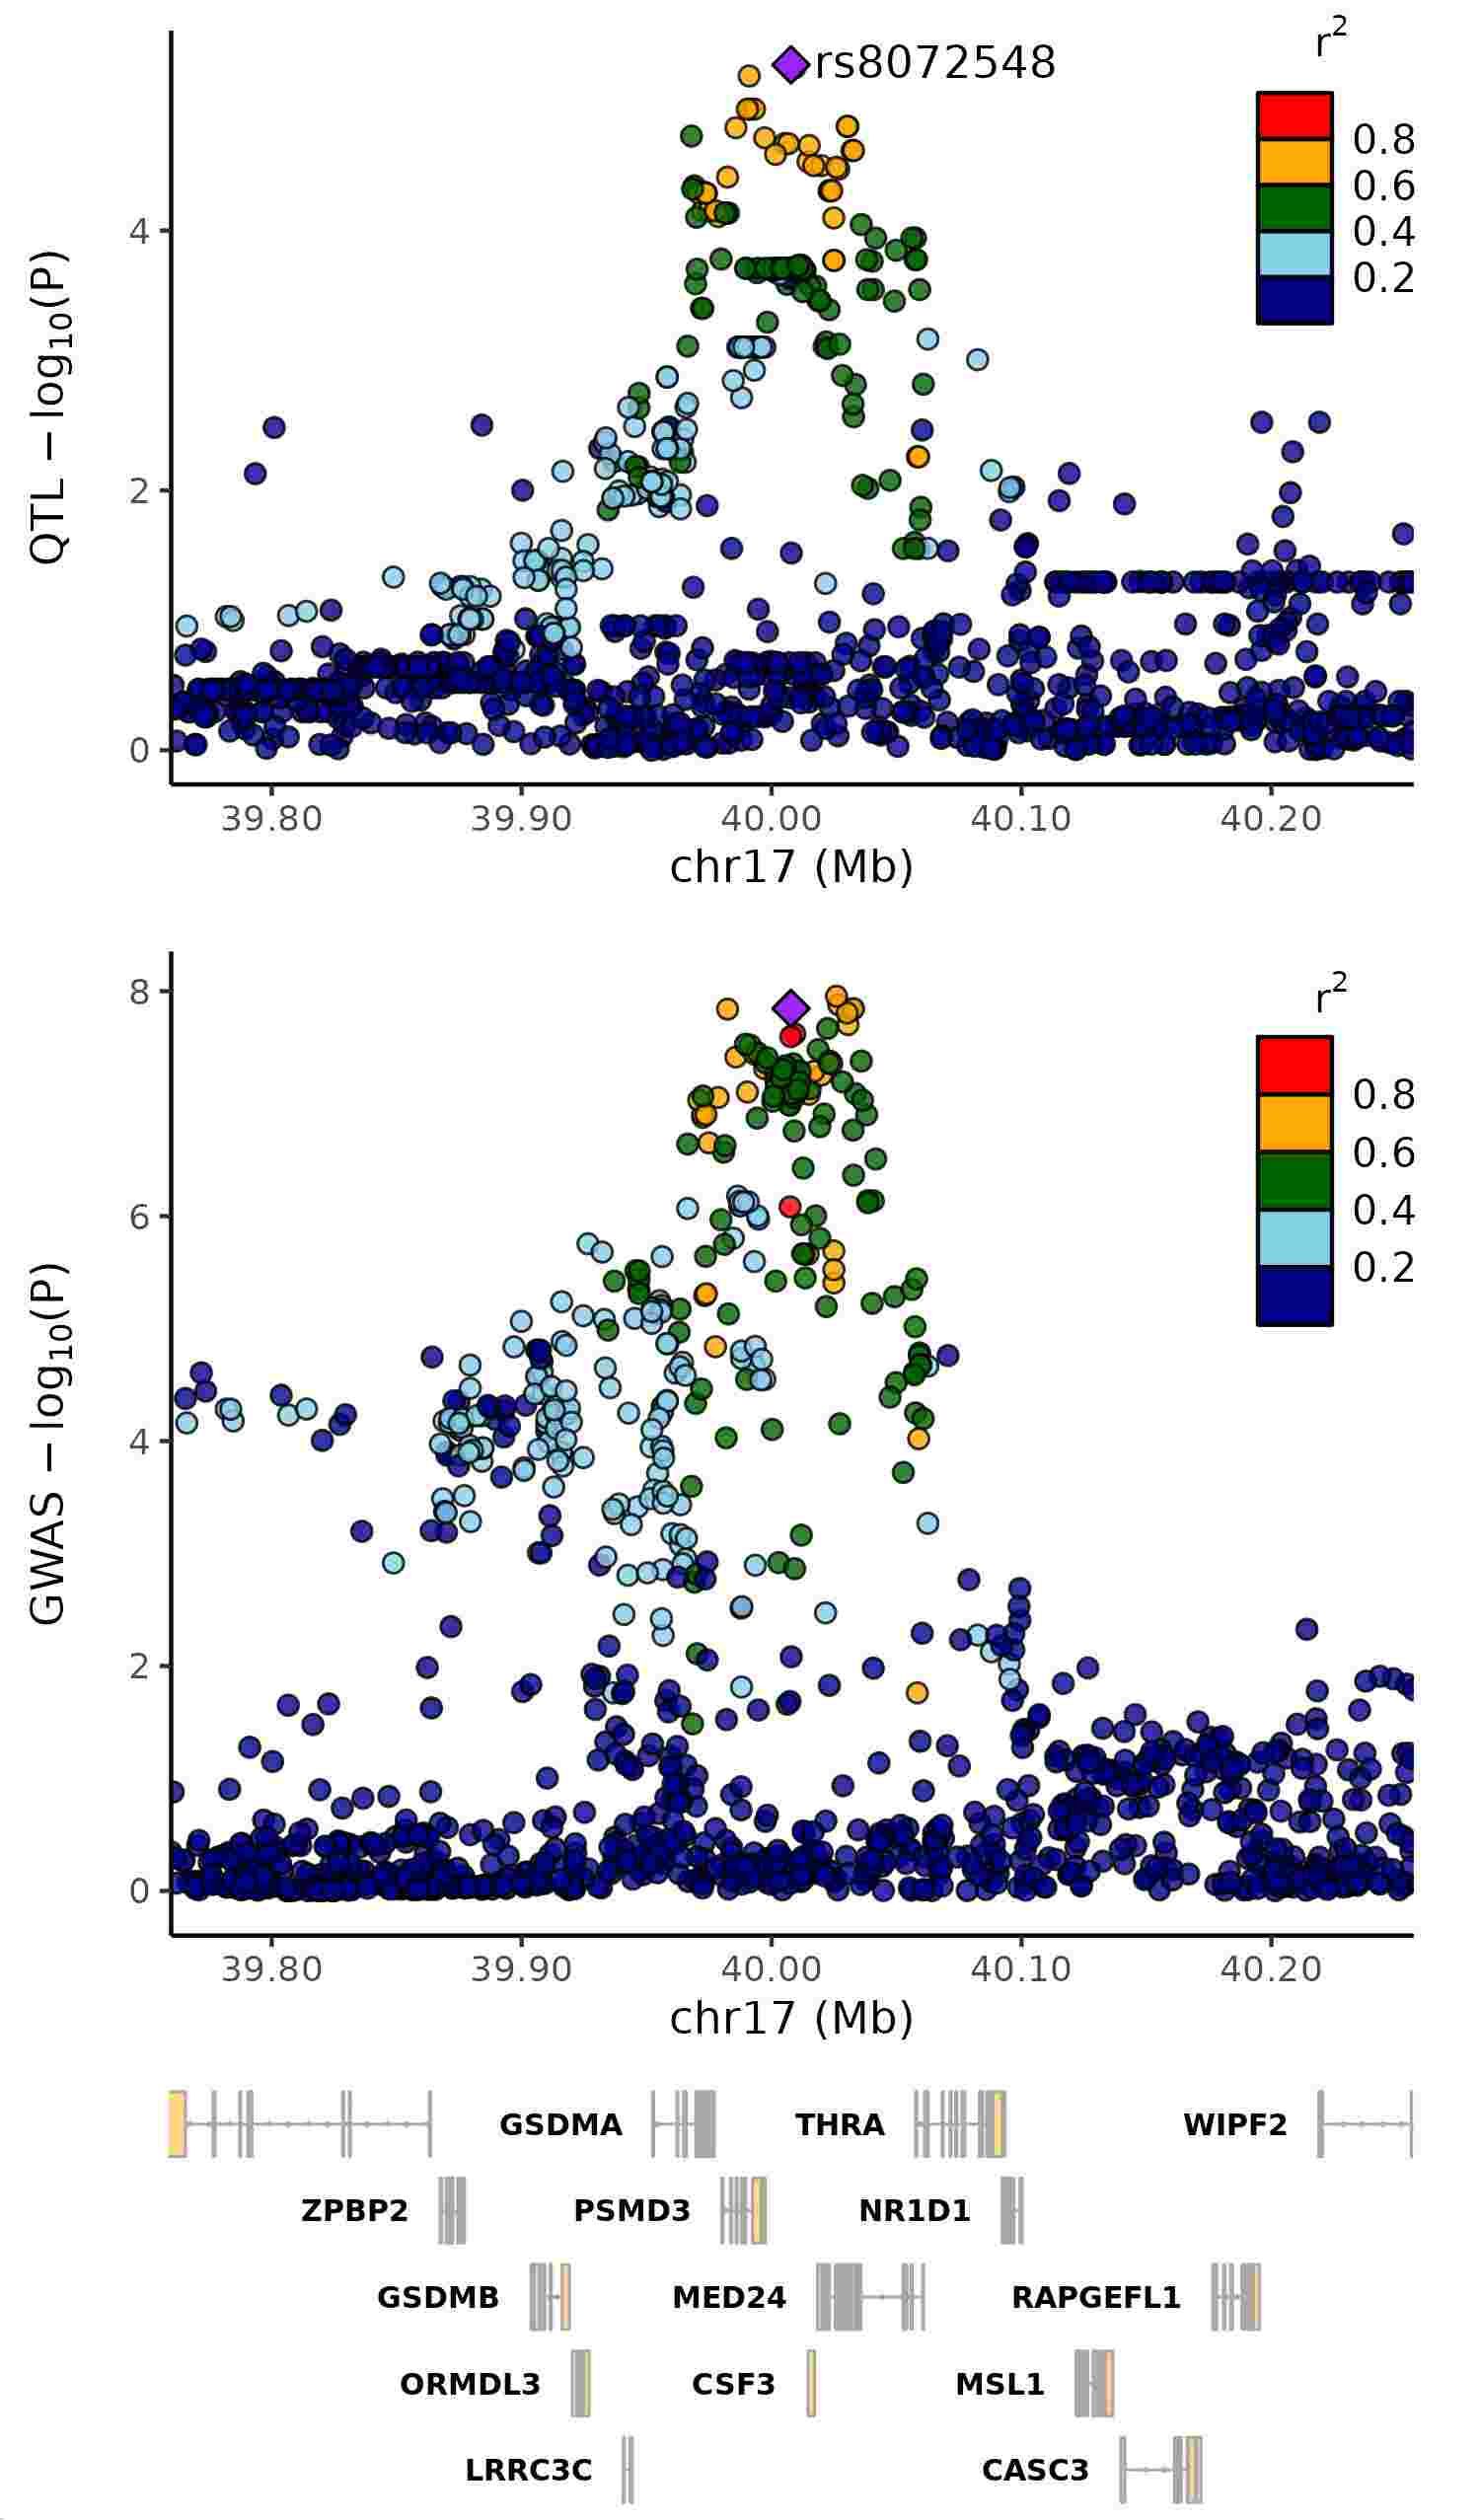 r²
rs8072548
0.8
0.6
0.4
0.2
4
2
0
QTL −log₁₀(P)
39.80 39.90 40.00 40.10 40.20
chr17 (Mb)
r²
8
6
4
2
0
0.8
0.6
0.4
0.2
GWAS −log₁₀(P)
39.80 39.90 40.00 40.10 40.20
chr17 (Mb)
GSDMA THRA WIPF2
ZPBP2 PSMD3 NR1D1
GSDMB MED24 RAPGEFL1
ORMDL3 CSF3 MSL1
LRRC3C CASC3